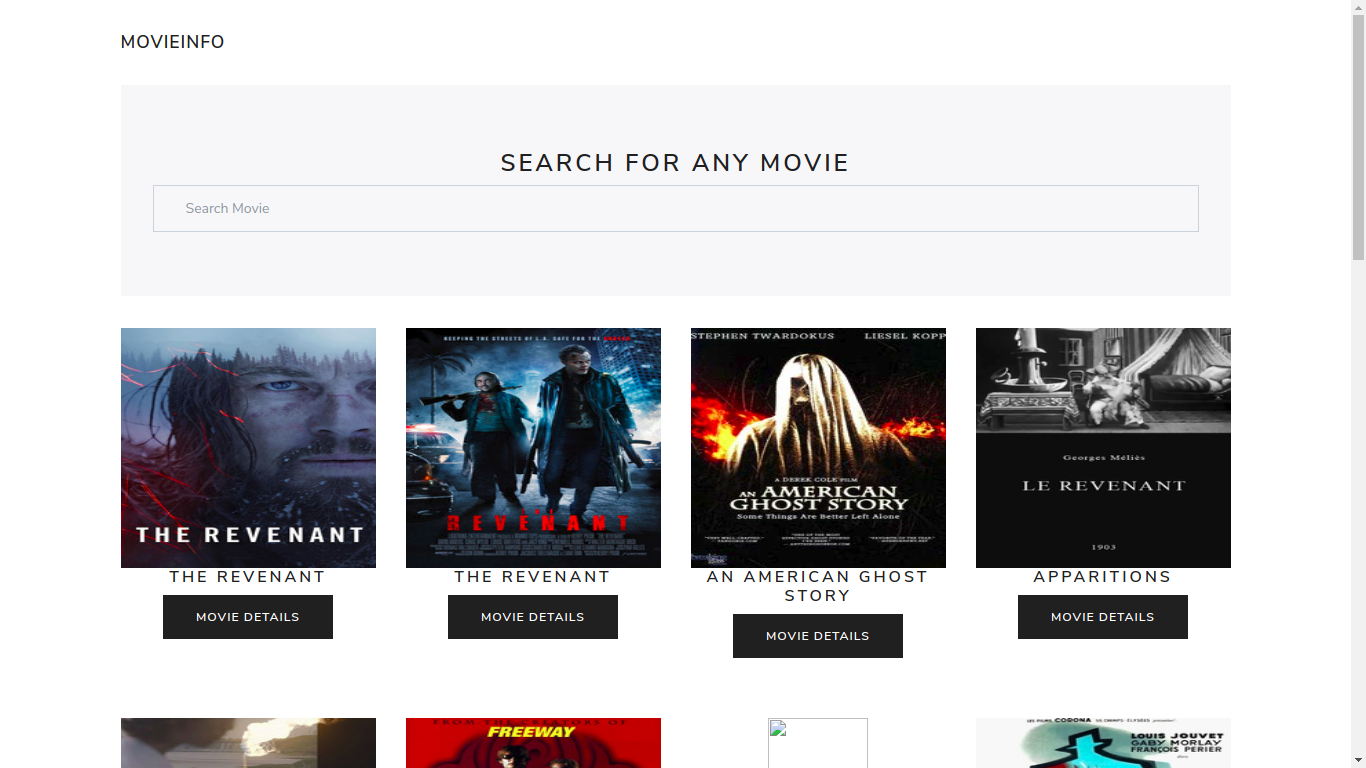 MOVIEINFO
SEARCH FOR ANY MOVIE
Search Movie
THE REVENANT
KEEPING THE STREETS OF L.A. SAFE FOR THE
REVENANT
STEPHEN TWARDOKUS LIESEL KOPP
A DEREK COLE FILM
AN AMERICAN
GHOST STORY
Some Things Are Better Left Alone
Georges Méliès
LE REVENANT
1903
THE REVENANT
THE REVENANT
AN AMERICAN GHOST
STORY
APPARITIONS
MOVIE DETAILS
MOVIE DETAILS
MOVIE DETAILS
MOVIE DETAILS
FROM THE CREATORS OF
FREEWAY
LES FILMS CORONA
LOUIS JOUVET
GABY MORLAY
FRANÇOIS PERIER